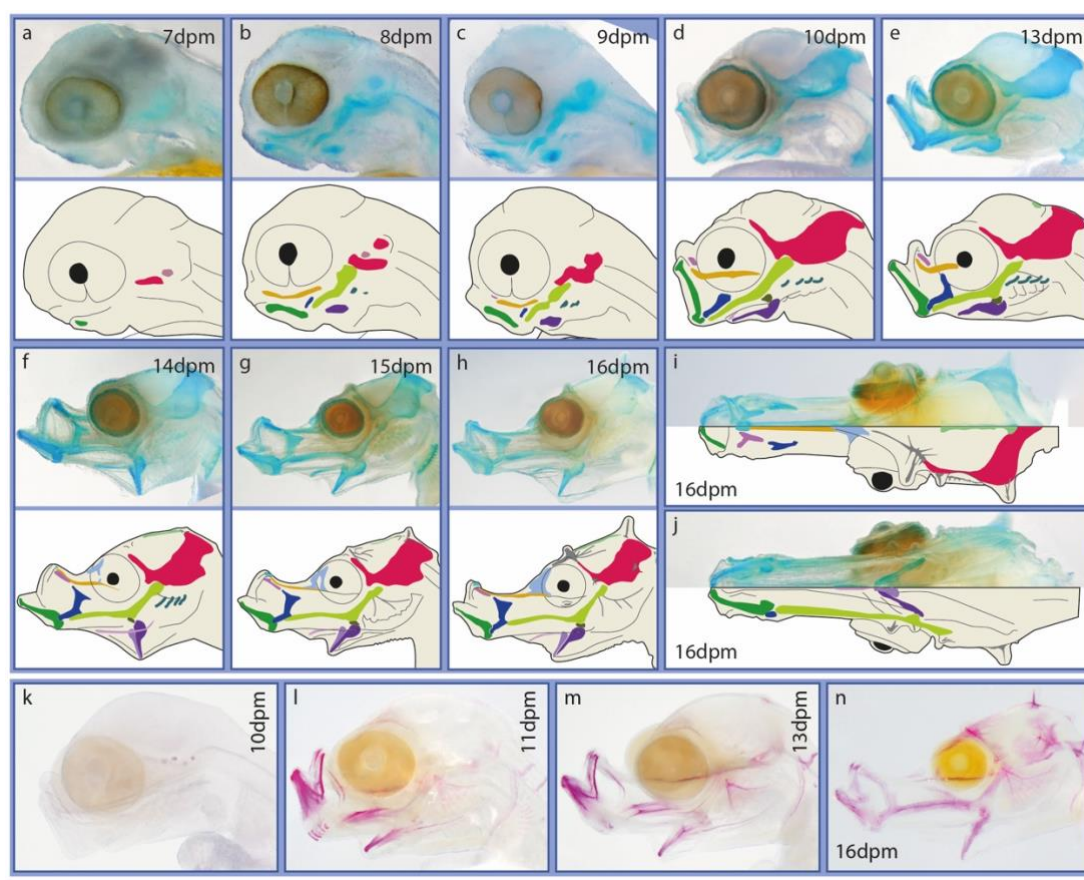 a 7dpm
b 8dpm
c 9dpm
d 10dpm
e 13dpm
f 14dpm
g 15dpm
h 16dpm
i
16dpm
j
16dpm
k 10dpm
l 11dpm
m 13dpm
n
16dpm